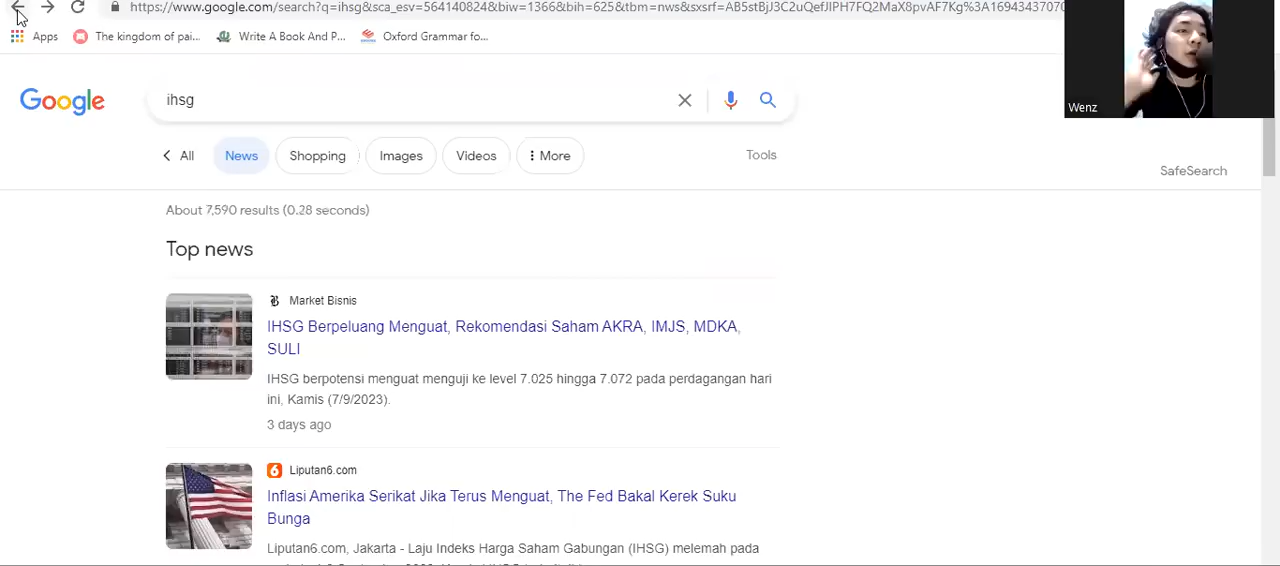 https://www.google.com/search?q=ihsg&sca_esv=564140824&biw=1366&bih=625&tbm=nws&sxsrf=AB5stBjJ3C2uQefJlPH7FQ2MaX8pvAF7Kg%3A1694343707
Apps The kingdom of pai... Write A Book And P... Oxford Grammar fo...
Wenz
Google
ihsg
All News Shopping Images Videos More
Tools
SafeSearch
About 7,590 results (0.28 seconds)
Top news
Market Bisnis
IHSG Berpeluang Menguat, Rekomendasi Saham AKRA, IMJS, MDKA,
SULI
IHSG berpotensi menguat menguji ke level 7.025 hingga 7.072 pada perdagangan hari
ini, Kamis (7/9/2023).
3 days ago
Liputan6.com
Inflasi Amerika Serikat Jika Terus Menguat, The Fed Bakal Kerek Suku
Bunga
Liputan6.com, Jakarta - Laju Indeks Harga Saham Gabungan (IHSG) melemah pada